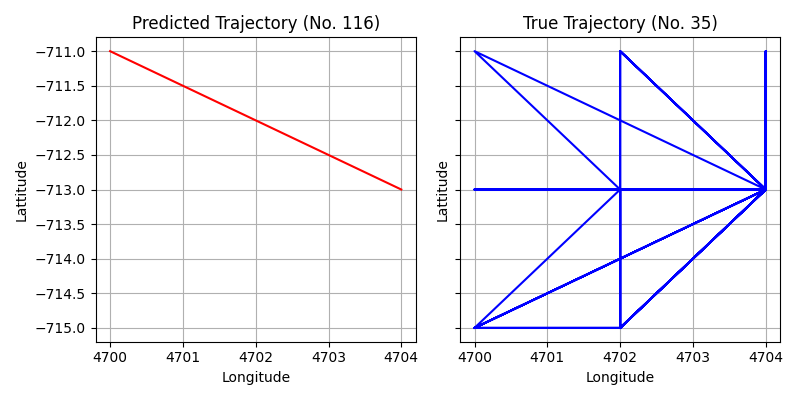 Predicted Trajectory (No. 116)
Lattitude
−711.0
−711.5
−712.0
−712.5
−713.0
−713.5
−714.0
−714.5
−715.0
4700 4701 4702 4703 4704
Longitude
True Trajectory (No. 35)
Lattitude
4700 4701 4702 4703 4704
Longitude